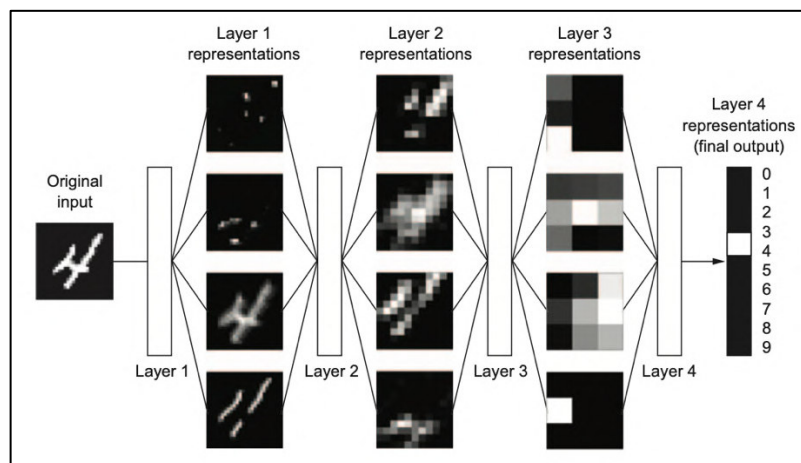 Layer 1
representations
Layer 2
representations
Layer 3
representations
Layer 4
representations
(final output)
Original
input
0
1
2
3
4
5
6
7
8
9
Layer 1
Layer 2
Layer 3
Layer 4